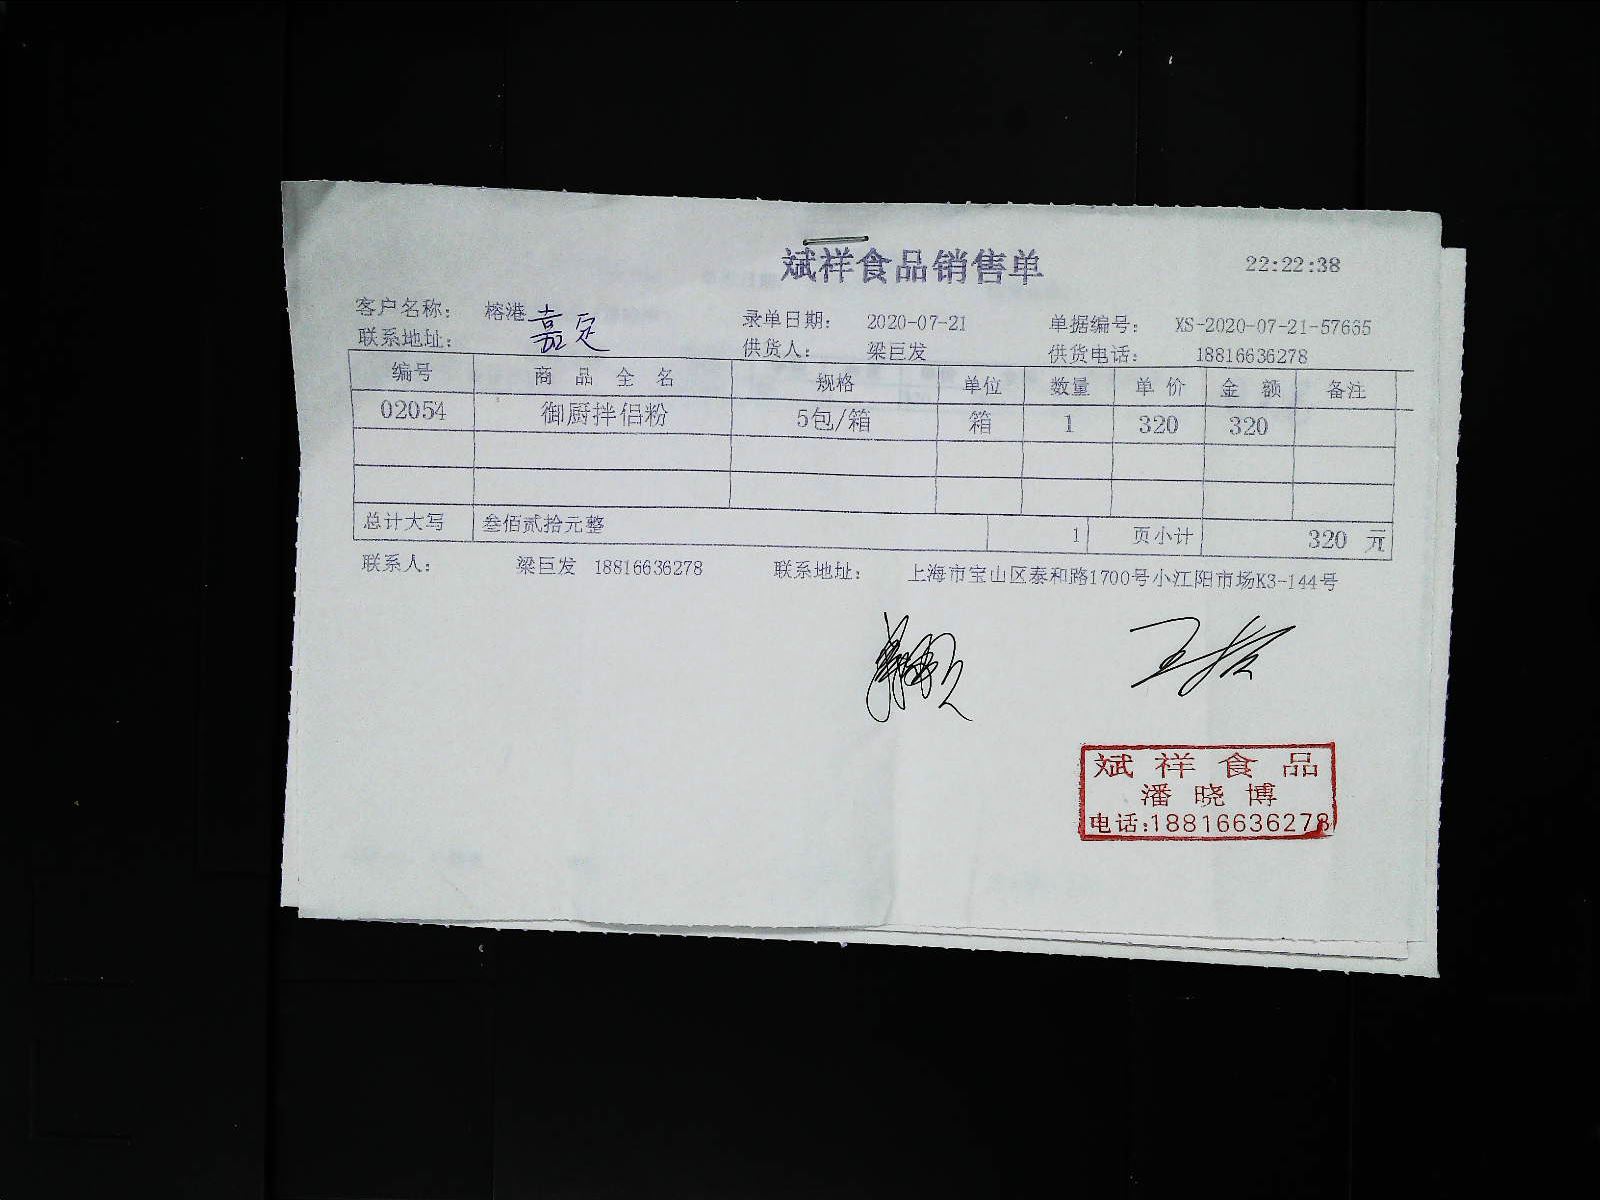 斌祥食品销售单 22:22:38
客户名称： 榕港 嘉定 录单日期： 2020-07-21 单据编号： XS-2020-07-21-57665
联系地址： 供货人： 梁巨发 供货电话： 18816636278
编号 商品全名 规格 单位 数量 单价 金额 备注
02054 御厨拌侣粉 5包/箱 箱 1 320 320
总计大写 叁佰贰拾元整 1 页小计 320 元
联系人： 梁巨发 18816636278 联系地址： 上海市宝山区泰和路1700号小江阳市场K3-144号
斌祥食品
潘晓博
电话:18816636278